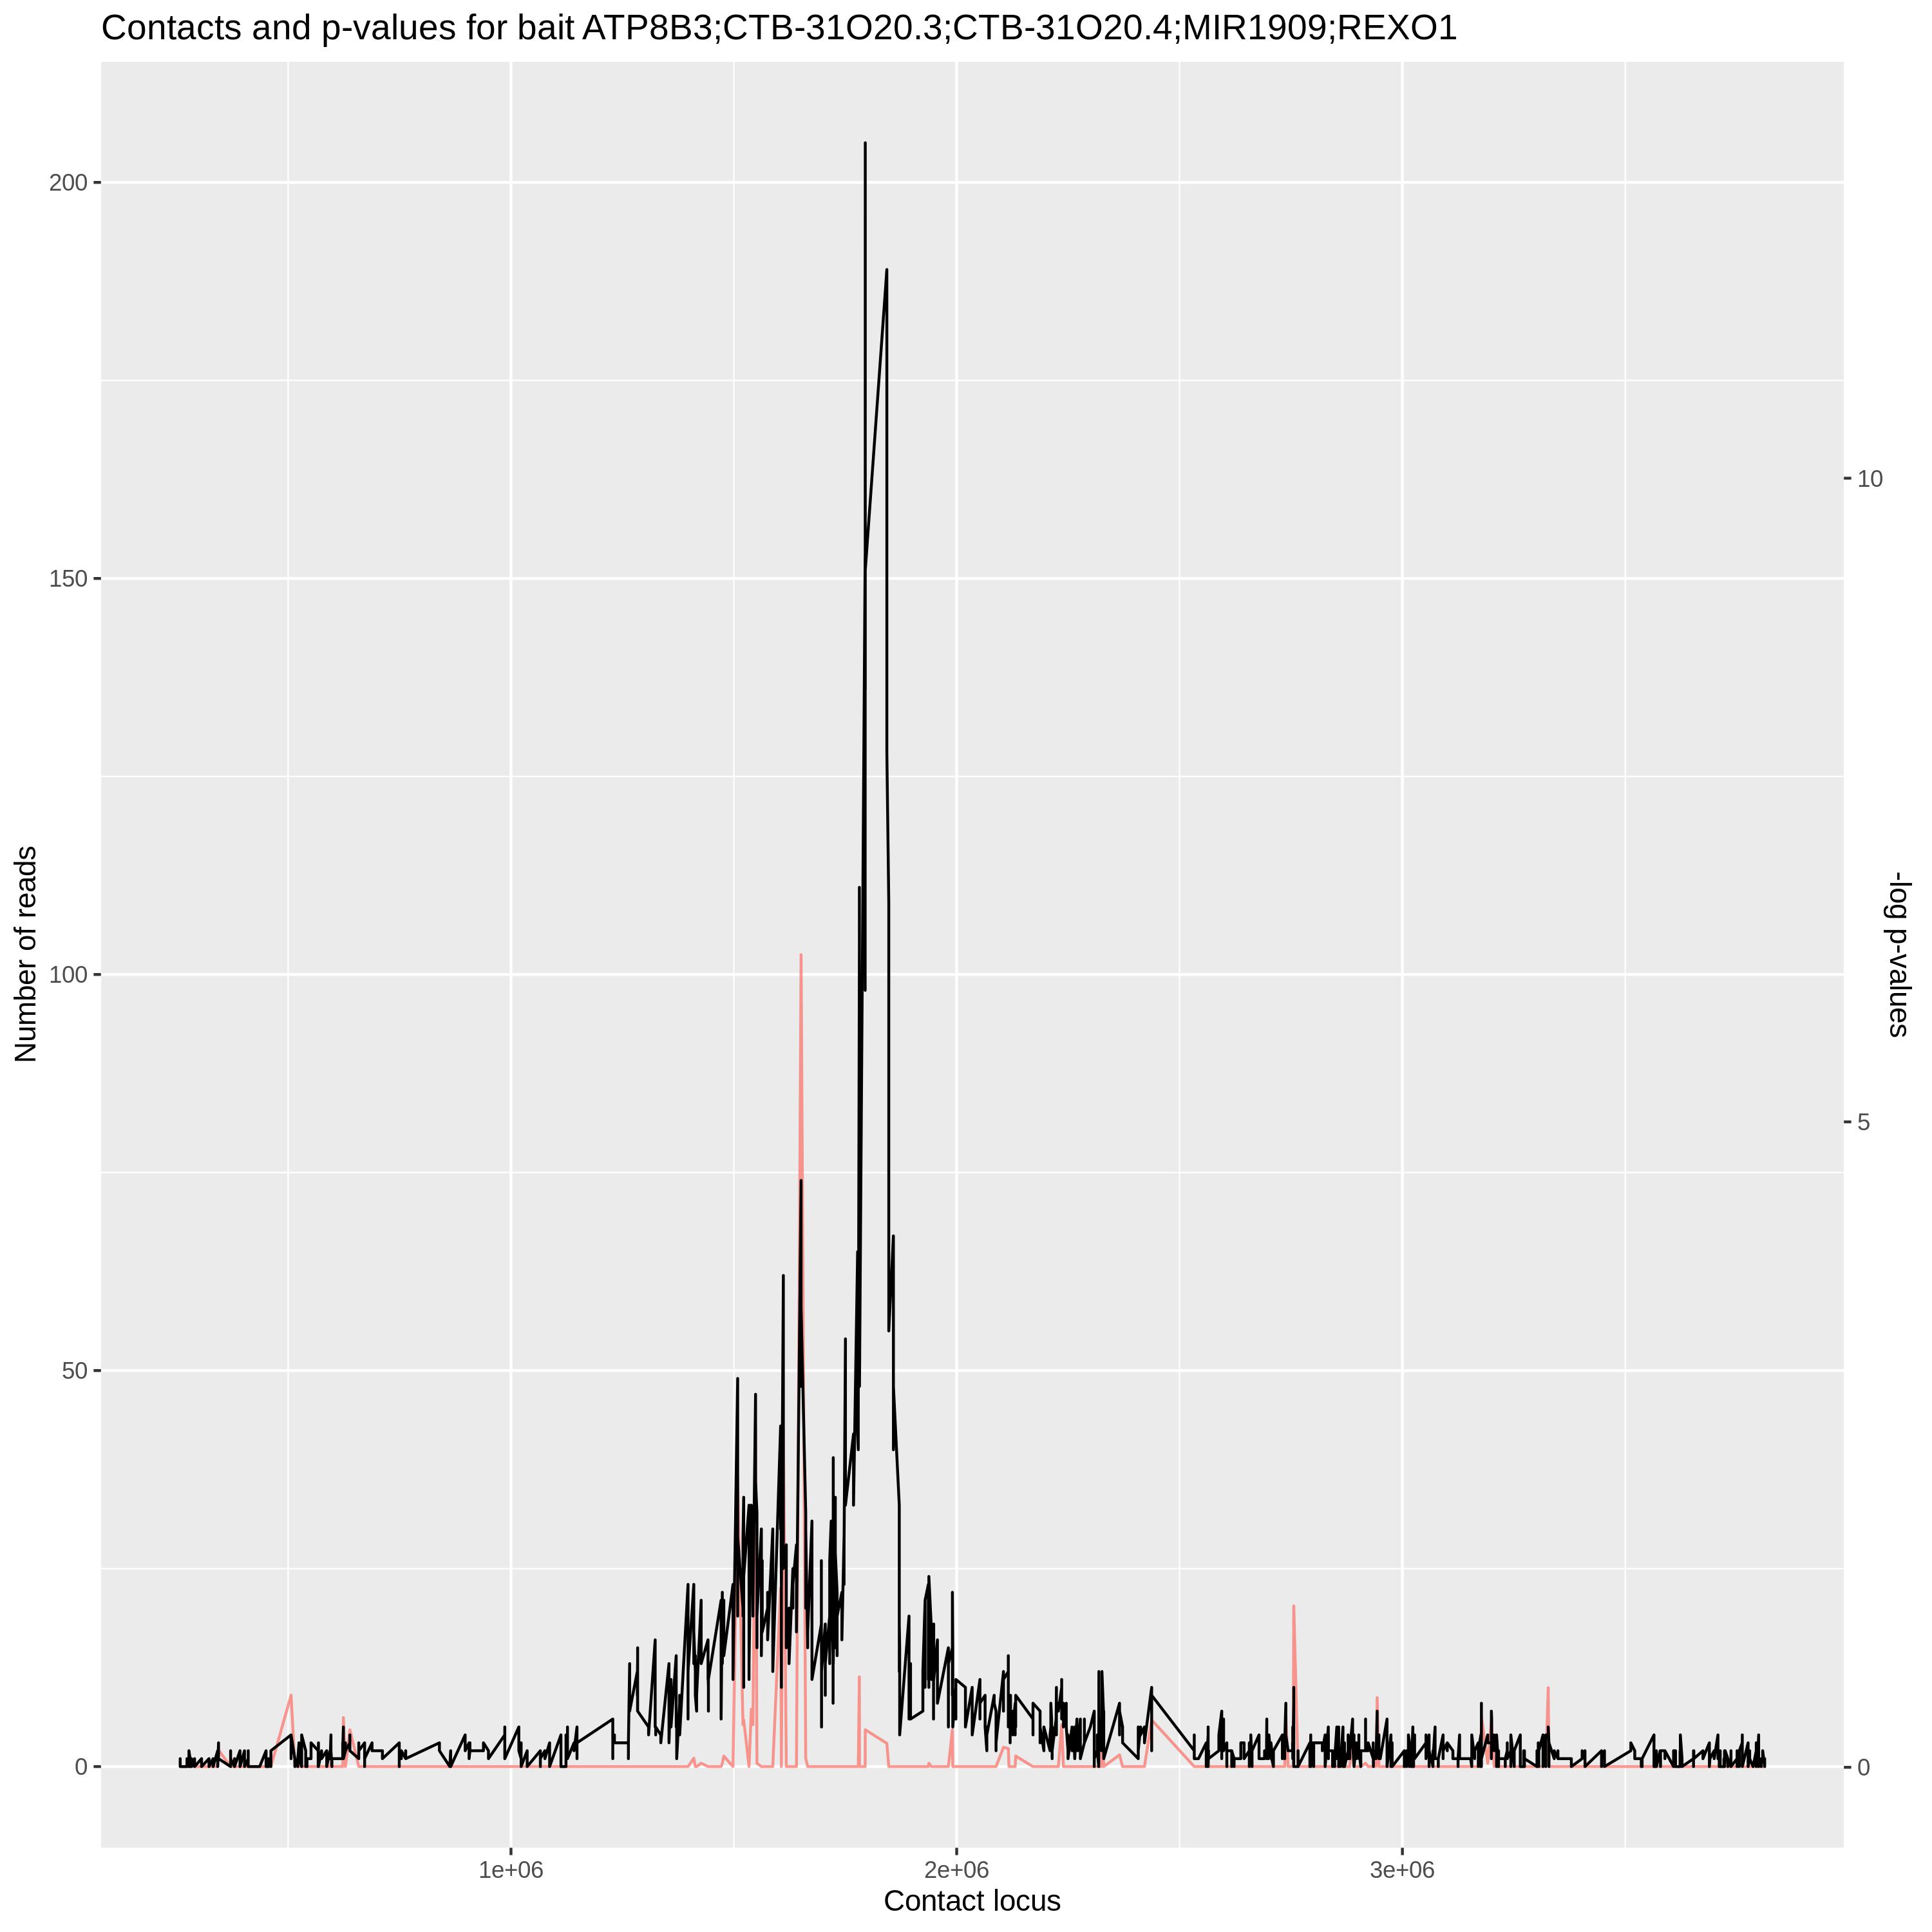 Contacts and p-values for bait ATP8B3;CTB-31O20.3;CTB-31O20.4;MIR1909;REXO1
200
150
100
50
0
Number of reads
10
5
0
-log p-values
1e+06
2e+06
3e+06
Contact locus